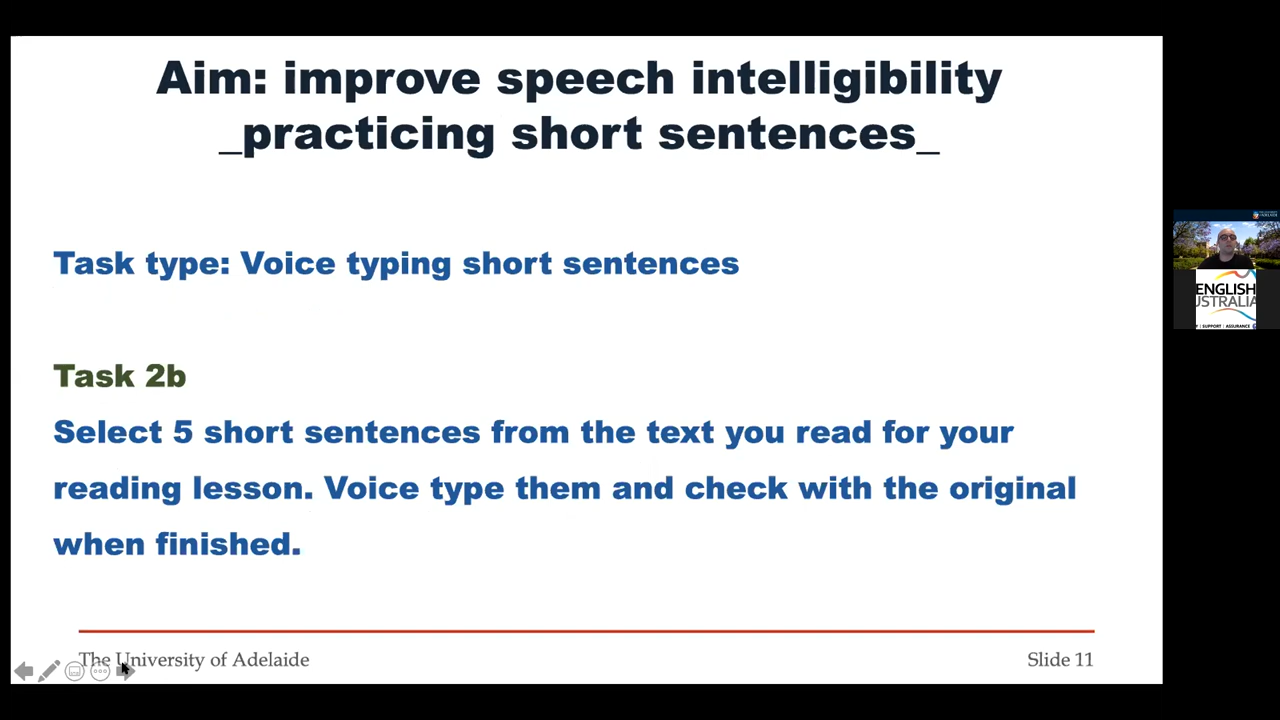 Aim: improve speech intelligibility
_practicing short sentences_
Task type: Voice typing short sentences
Task 2b
Select 5 short sentences from the text you read for your
reading lesson. Voice type them and check with the original
when finished.
The University of Adelaide
Slide 11
ENGLISH
USTRALIA
| SUPPORT | ASSURANCE